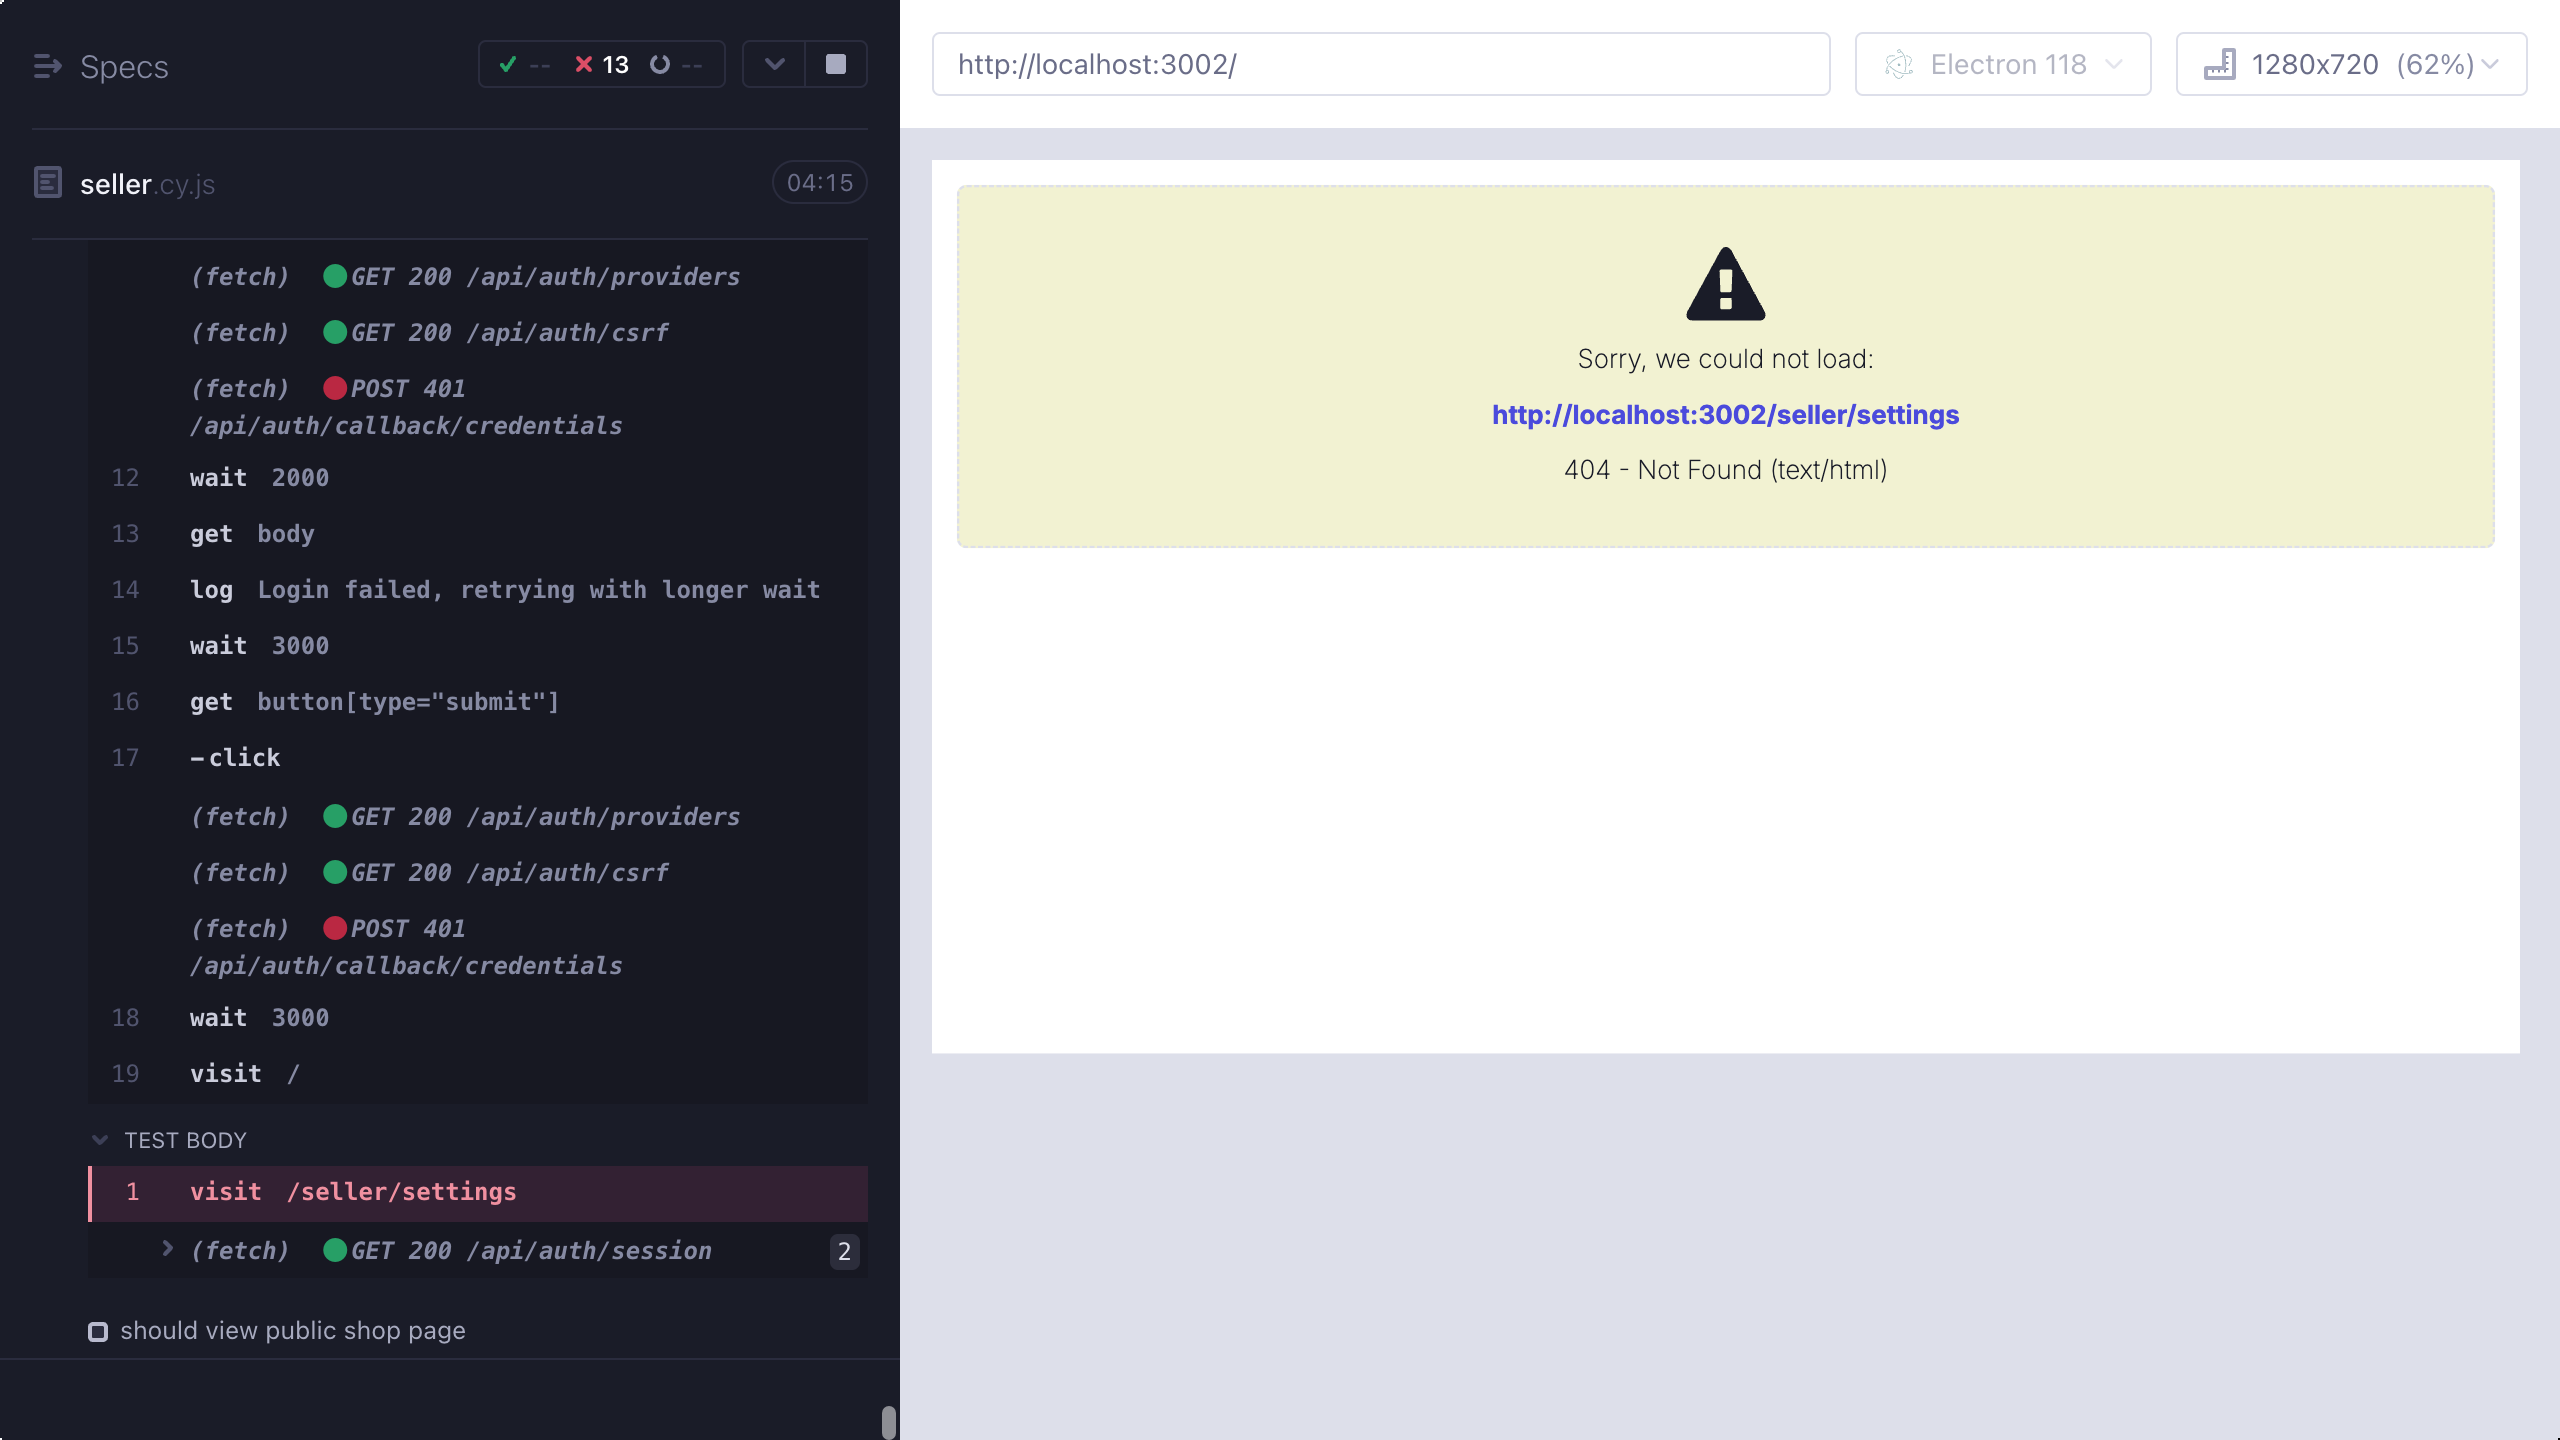 Specs
-- 13 --
seller.cy.js
04:15
(fetch) GET 200 /api/auth/providers
(fetch) GET 200 /api/auth/csrf
(fetch) POST 401
/api/auth/callback/credentials
12 wait 2000
13 get body
14 log Login failed, retrying with longer wait
15 wait 3000
16 get button[type="submit"]
17 -click
(fetch) GET 200 /api/auth/providers
(fetch) GET 200 /api/auth/csrf
(fetch) POST 401
/api/auth/callback/credentials
18 wait 3000
19 visit /
TEST BODY
1 visit /seller/settings
(fetch) GET 200 /api/auth/session 2
should view public shop page
http://localhost:3002/
Electron 118
1280x720 (62%)
Sorry, we could not load:
http://localhost:3002/seller/settings
404 - Not Found (text/html)